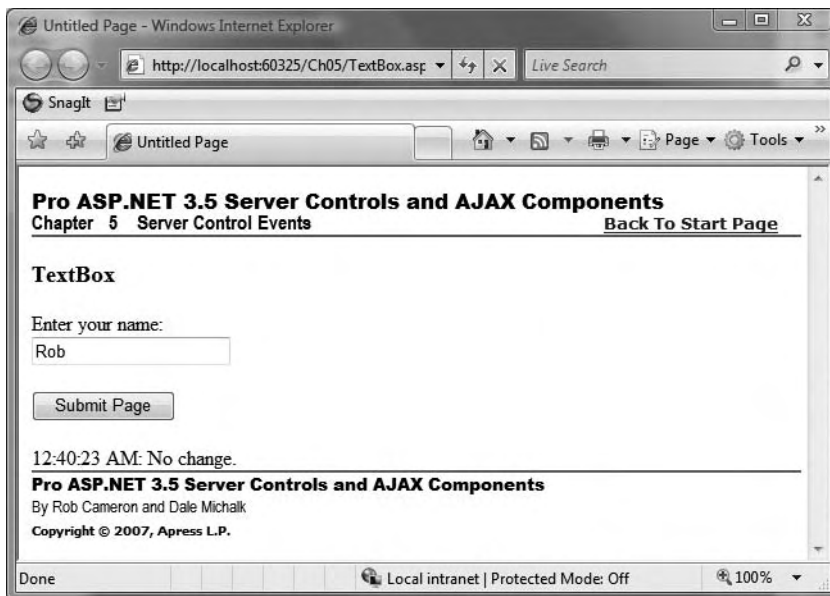 Untitled Page - Windows Internet Explorer
http://localhost:60325/Ch05/TextBox.asp
Live Search
SnagIt
Untitled Page
Page
Tools
Pro ASP.NET 3.5 Server Controls and AJAX Components
Chapter 5 Server Control Events
Back To Start Page
TextBox
Enter your name:
Rob
Submit Page
12:40:23 AM: No change.
Pro ASP.NET 3.5 Server Controls and AJAX Components
By Rob Cameron and Dale Michalk
Copyright © 2007, Apress L.P.
Done
Local intranet | Protected Mode: Off
100%